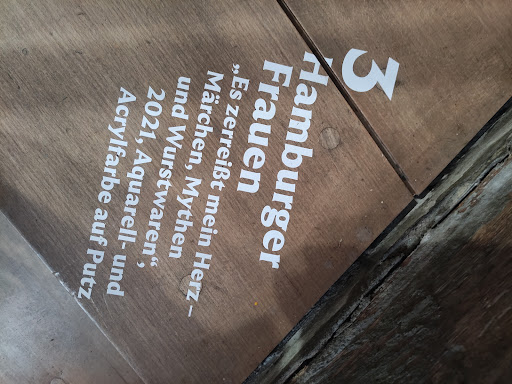 3
Hamburger
Frauen
„Es zerreißt mein Herz –
Märchen, Mythen
und Wurstwaren“,
2021, Aquarell- und
Acrylfarbe auf Putz